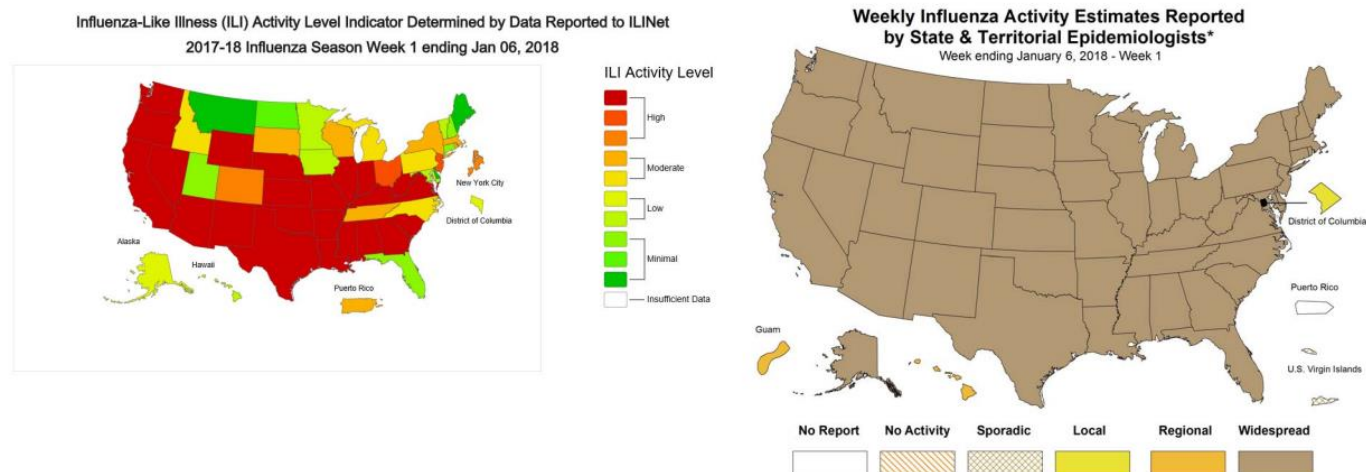 Influenza-Like Illness (ILI) Activity Level Indicator Determined by Data Reported to ILINet
2017-18 Influenza Season Week 1 ending Jan 06, 2018
ILI Activity Level
High
Moderate
Low
Minimal
Insufficient Data
New York City
District of Columbia
Alaska
Hawaii
Puerto Rico
Weekly Influenza Activity Estimates Reported
by State & Territorial Epidemiologists*
Week ending January 6, 2018 - Week 1
District of Columbia
Puerto Rico
Guam
U.S. Virgin Islands
No Report No Activity Sporadic Local Regional Widespread